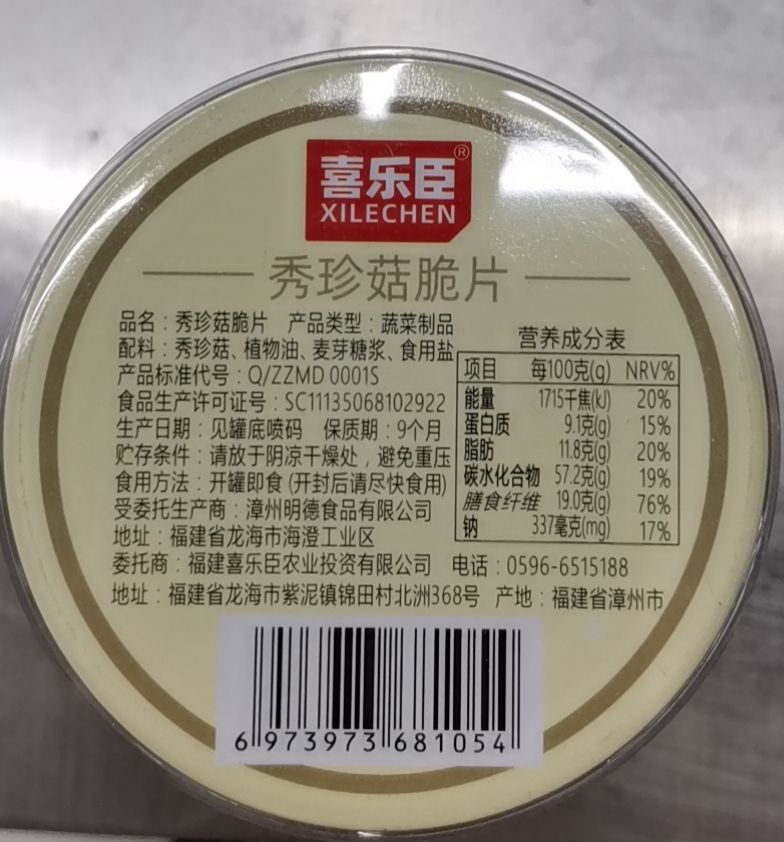 喜乐臣®
XILECHEN
秀珍菇脆片
品名：秀珍菇脆片 产品类型：蔬菜制品
配料：秀珍菇、植物油、麦芽糖浆、食用盐
产品标准代号：Q/ZZMD 0001S
食品生产许可证号：SC11135068102922
生产日期：见罐底喷码 保质期：9个月
贮存条件：请放于阴凉干燥处，避免重压
食用方法：开罐即食(开封后请尽快食用)
受委托生产商：漳州明德食品有限公司
地址：福建省龙海市海澄工业区
委托商：福建喜乐臣农业投资有限公司 电话：0596-6515188
地址：福建省龙海市紫泥镇锦田村北洲368号 产地：福建省漳州市
营养成分表
项目 每100克(g) NRV%
能量 1715千焦(kJ) 20%
蛋白质 9.1克(g) 15%
脂肪 11.8克(g) 20%
碳水化合物 57.2克(g) 19%
膳食纤维 19.0克(g) 76%
钠 337毫克(mg) 17%
6 973973 681054